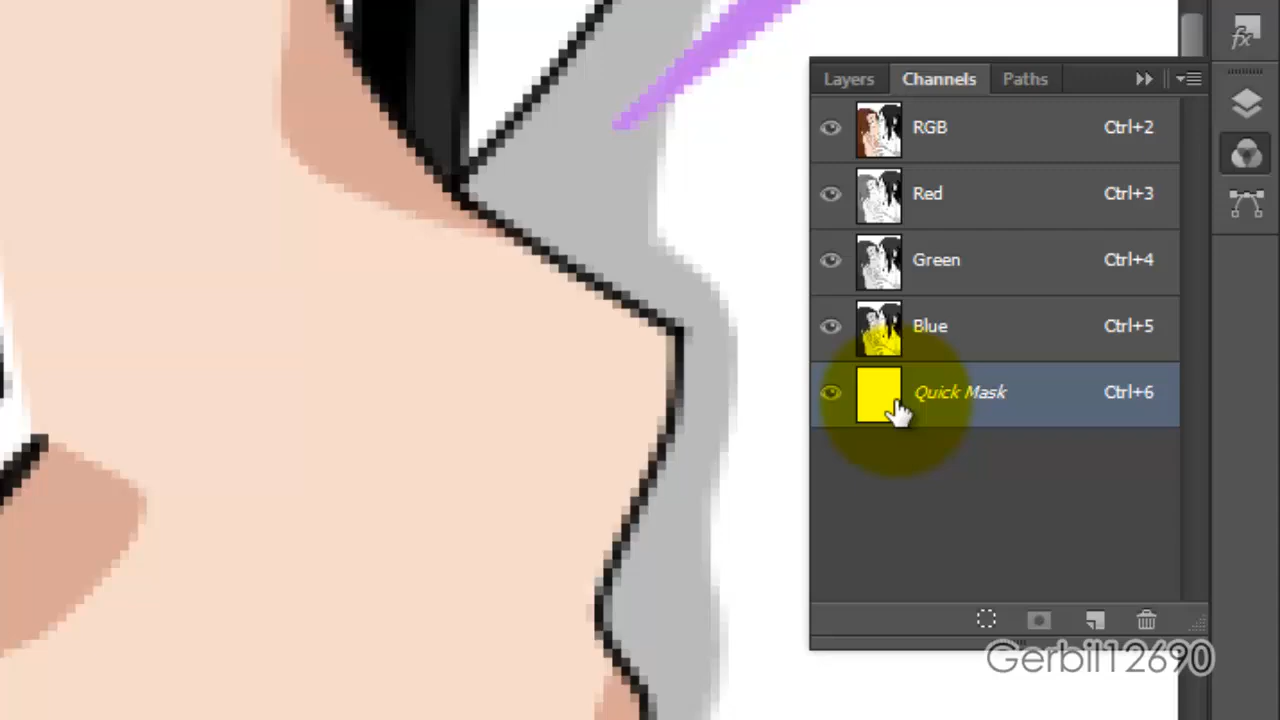 Layers Channels Paths
RGB Ctrl+2
Red Ctrl+3
Green Ctrl+4
Blue Ctrl+5
Quick Mask Ctrl+6
fx
Gerbil12690